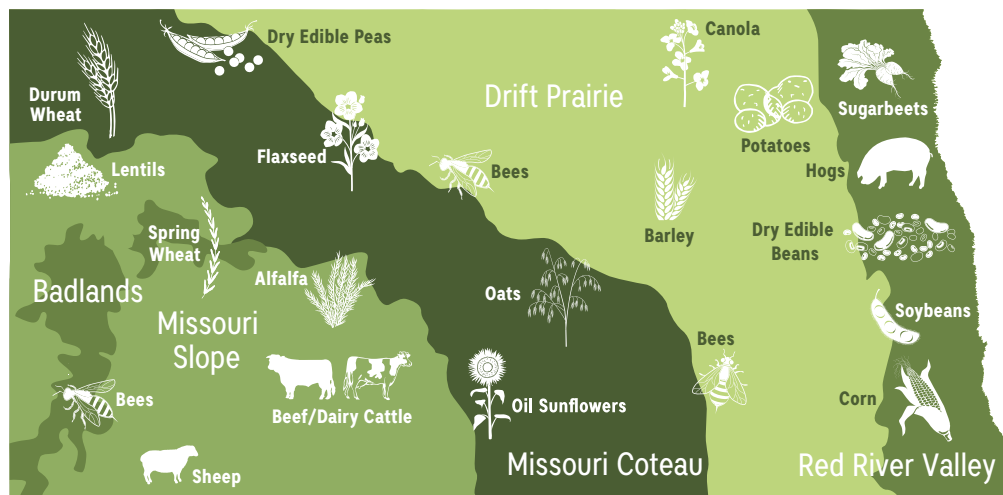 Dry Edible Peas
Canola
Durum
Wheat
Drift Prairie
Sugarbeets
Potatoes
Lentils
Flaxseed
Bees
Hogs
Spring
Wheat
Barley
Dry Edible
Beans
Badlands
Alfalfa
Oats
Missouri
Slope
Soybeans
Bees
Bees
Beef/Dairy Cattle
Oil Sunflowers
Corn
Sheep
Missouri Coteau
Red River Valley